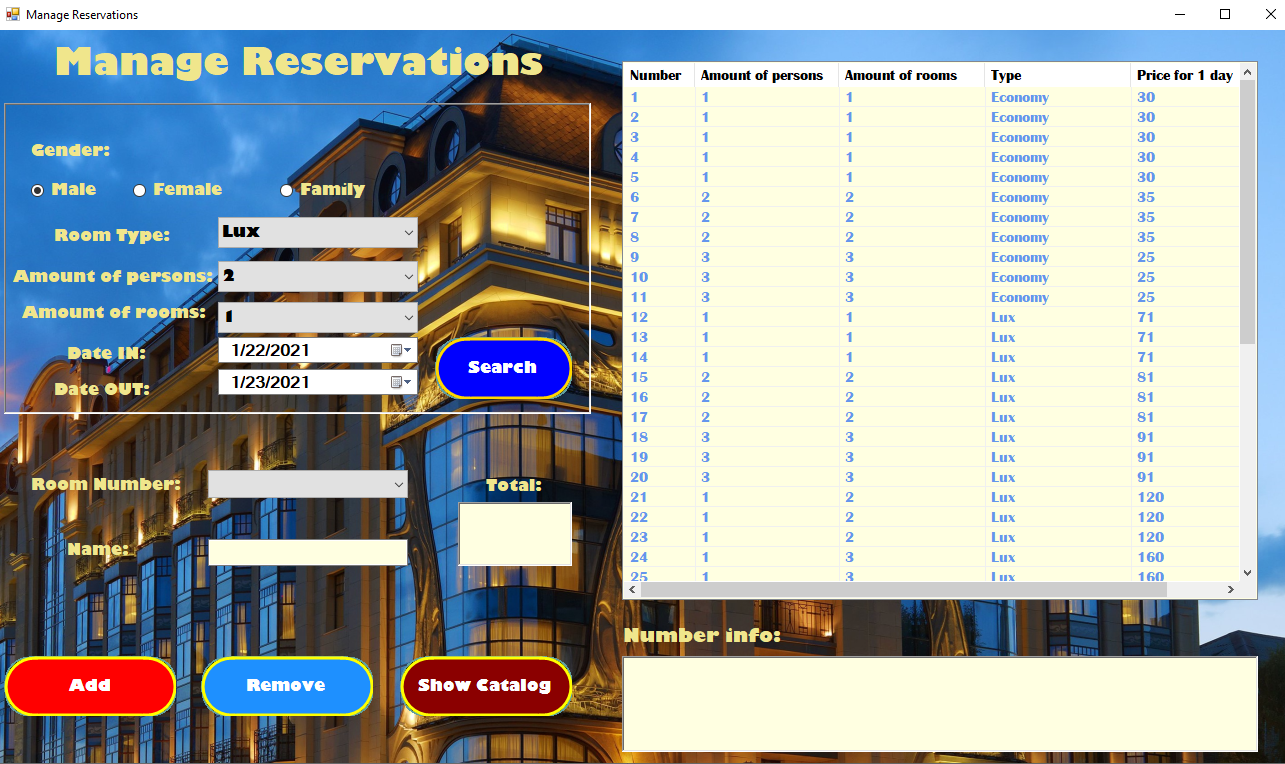 Manage Reservations
Manage Reservations
Gender:
Male Female Family
Room Type: Lux
Amount of persons: 2
Amount of rooms: 1
Date IN: 1/22/2021
Date OUT: 1/23/2021
Search
Room Number:
Total:
Name:
Add Remove Show Catalog
Number Amount of persons Amount of rooms Type Price for 1 day
1 1 1 Economy 30
2 1 1 Economy 30
3 1 1 Economy 30
4 1 1 Economy 30
5 1 1 Economy 30
6 2 2 Economy 35
7 2 2 Economy 35
8 2 2 Economy 35
9 3 3 Economy 25
10 3 3 Economy 25
11 3 3 Economy 25
12 1 1 Lux 71
13 1 1 Lux 71
14 1 1 Lux 71
15 2 2 Lux 81
16 2 2 Lux 81
17 2 2 Lux 81
18 3 3 Lux 91
19 3 3 Lux 91
20 3 3 Lux 91
21 1 2 Lux 120
22 1 2 Lux 120
23 1 2 Lux 120
24 1 3 Lux 160
25 1 3 Lux 160
Number info: